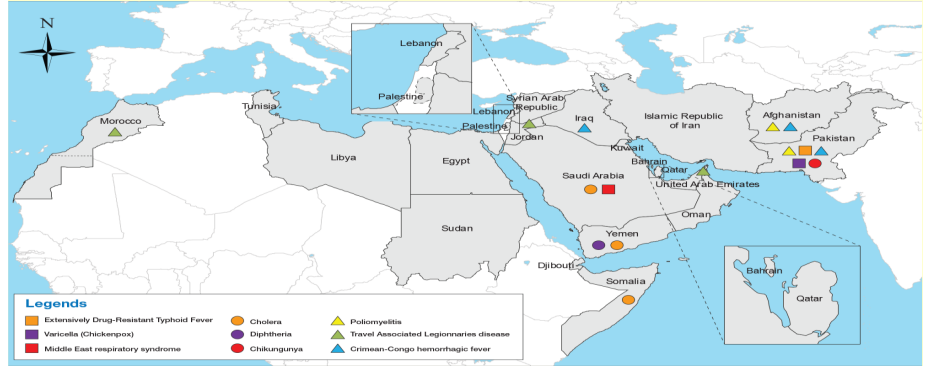 N
Lebanon
Palestine
Tunisia
Morocco
Syrian Arab
Republic
Lebanon
Palestine
Jordan
Iraq
Islamic Republic
of Iran
Afghanistan
Pakistan
Libya
Egypt
Kuwait
Bahrain
Qatar
Saudi Arabia
United Arab Emirates
Oman
Sudan
Yemen
Djibouti
Somalia
Bahrain
Qatar
Legends
Extensively Drug-Resistant Typhoid Fever
Varicella (Chickenpox)
Middle East respiratory syndrome
Cholera
Diphtheria
Chikungunya
Poliomyelitis
Travel Associated Legionnaries disease
Crimean-Congo hemorrhagic fever